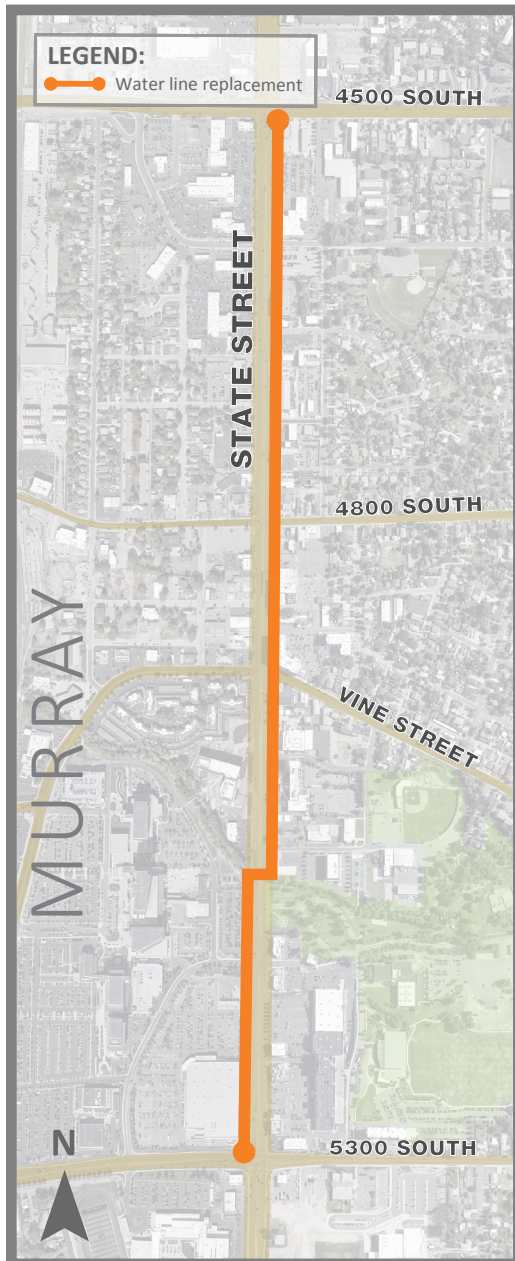 LEGEND:
Water line replacement
4500 SOUTH
STATE STREET
4800 SOUTH
MURRAY
VINE STREET
N
5300 SOUTH